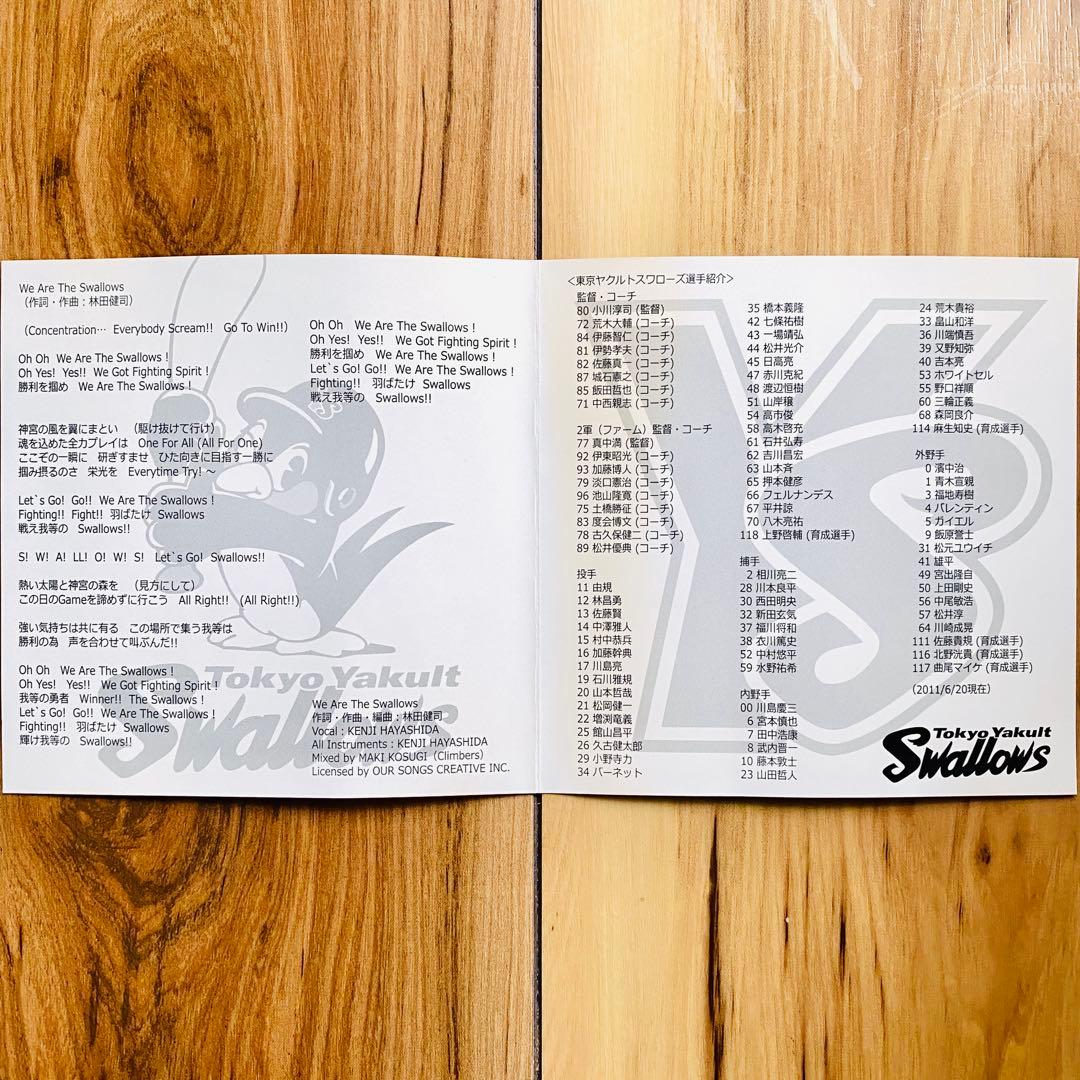 We Are The Swallows
(作詞・作曲：林田健司)
(Concentration… Everybody Scream!! Go To Win!!)
Oh Oh We Are The Swallows !
Oh Yes! Yes!! We Got Fighting Spirit !
勝利を掴め We Are The Swallows !
神宮の風を翼にまとい (駆け抜けて行け)
魂を込めた全力プレイは One For All (All For One)
ここぞの一瞬に 研ぎすませ ひた向きに目指す一勝に
掴み摂るのさ 栄光を Everytime Try! ～
Let`s Go! Go!! We Are The Swallows !
Fighting!! Fight!! 羽ばたけ Swallows
戦え我等の Swallows!!
S! W! A! LL! O! W! S! Let`s Go! Swallows!!
熱い太陽と神宮の森を (見方にして)
この日のGameを諦めずに行こう All Right!! (All Right!!)
強い気持ちは共に有る この場所で集う我等は
勝利の為 声を合わせて叫ぶんだ!!
Oh Oh We Are The Swallows !
Oh Yes! Yes!! We Got Fighting Spirit !
我等の勇者 Winner!! The Swallows !
Let`s Go! Go!! We Are The Swallows !
Fighting!! 羽ばたけ Swallows
輝け我等の Swallows!!
Oh Oh We Are The Swallows !
Oh Yes! Yes!! We Got Fighting Spirit !
勝利を掴め We Are The Swallows !
Let`s Go! Go!! We Are The Swallows !
Fighting!! 羽ばたけ Swallows
戦え我等の Swallows!!
Tokyo Yakult
Swallows
We Are The Swallows
作詞・作曲・編曲：林田健司
Vocal：KENJI HAYASHIDA
All Instruments：KENJI HAYASHIDA
Mixed by MAKI KOSUGI (Climbers)
Licensed by OUR SONGS CREATIVE INC.
<東京ヤクルトスワローズ選手紹介>
監督・コーチ
80 小川淳司 (監督)
72 荒木大輔 (コーチ)
84 伊藤智仁 (コーチ)
81 伊勢孝夫 (コーチ)
82 佐藤真一 (コーチ)
87 城石憲之 (コーチ)
85 飯田哲也 (コーチ)
71 中西親志 (コーチ)
2軍 (ファーム) 監督・コーチ
77 真中満 (監督)
92 伊東昭光 (コーチ)
93 加藤博人 (コーチ)
79 淡口憲治 (コーチ)
96 池山隆寛 (コーチ)
75 土橋勝征 (コーチ)
83 度会博文 (コーチ)
78 古久保健二 (コーチ)
89 松井優典 (コーチ)
投手
11 由規
12 林昌勇
13 佐藤賢
14 中澤雅人
15 村中恭兵
16 加藤幹典
17 川島亮
19 石川雅規
20 山本哲哉
21 松岡健一
22 増渕竜義
25 館山昌平
26 久古健太郎
29 小野寺力
34 バーネット
35 橋本義隆
42 七條祐樹
43 一場靖弘
44 松井光介
45 日高亮
47 赤川克紀
48 渡辺恒樹
51 山岸穣
54 高市俊
58 高木啓充
61 石井弘寿
62 吉川昌宏
63 山本斉
65 押本健彦
66 フェルナンデス
67 平井諒
70 八木亮祐
118 上野啓輔 (育成選手)
捕手
2 相川亮二
28 川本良平
30 西田明央
32 新田玄気
37 福川将和
38 衣川篤史
52 中村悠平
59 水野祐希
内野手
00 川島慶三
6 宮本慎也
7 田中浩康
8 武内晋一
10 藤本敦士
23 山田哲人
24 荒木貴裕
33 畠山和洋
36 川端慎吾
39 又野知弥
40 吉本亮
53 ホワイトセル
55 野口祥順
60 三輪正義
68 森岡良介
114 麻生知史 (育成選手)
外野手
0 濱中治
1 青木宣親
3 福地寿樹
4 バレンティン
5 ガイエル
9 飯原誉士
31 松元ユウイチ
41 雄平
49 宮出隆自
50 上田剛史
56 中尾敏浩
57 松井淳
64 川崎成晃
111 佐藤貴規 (育成選手)
116 北野洸貴 (育成選手)
117 曲尾マイケ (育成選手)
(2011/6/20現在)
Tokyo Yakult
Swallows